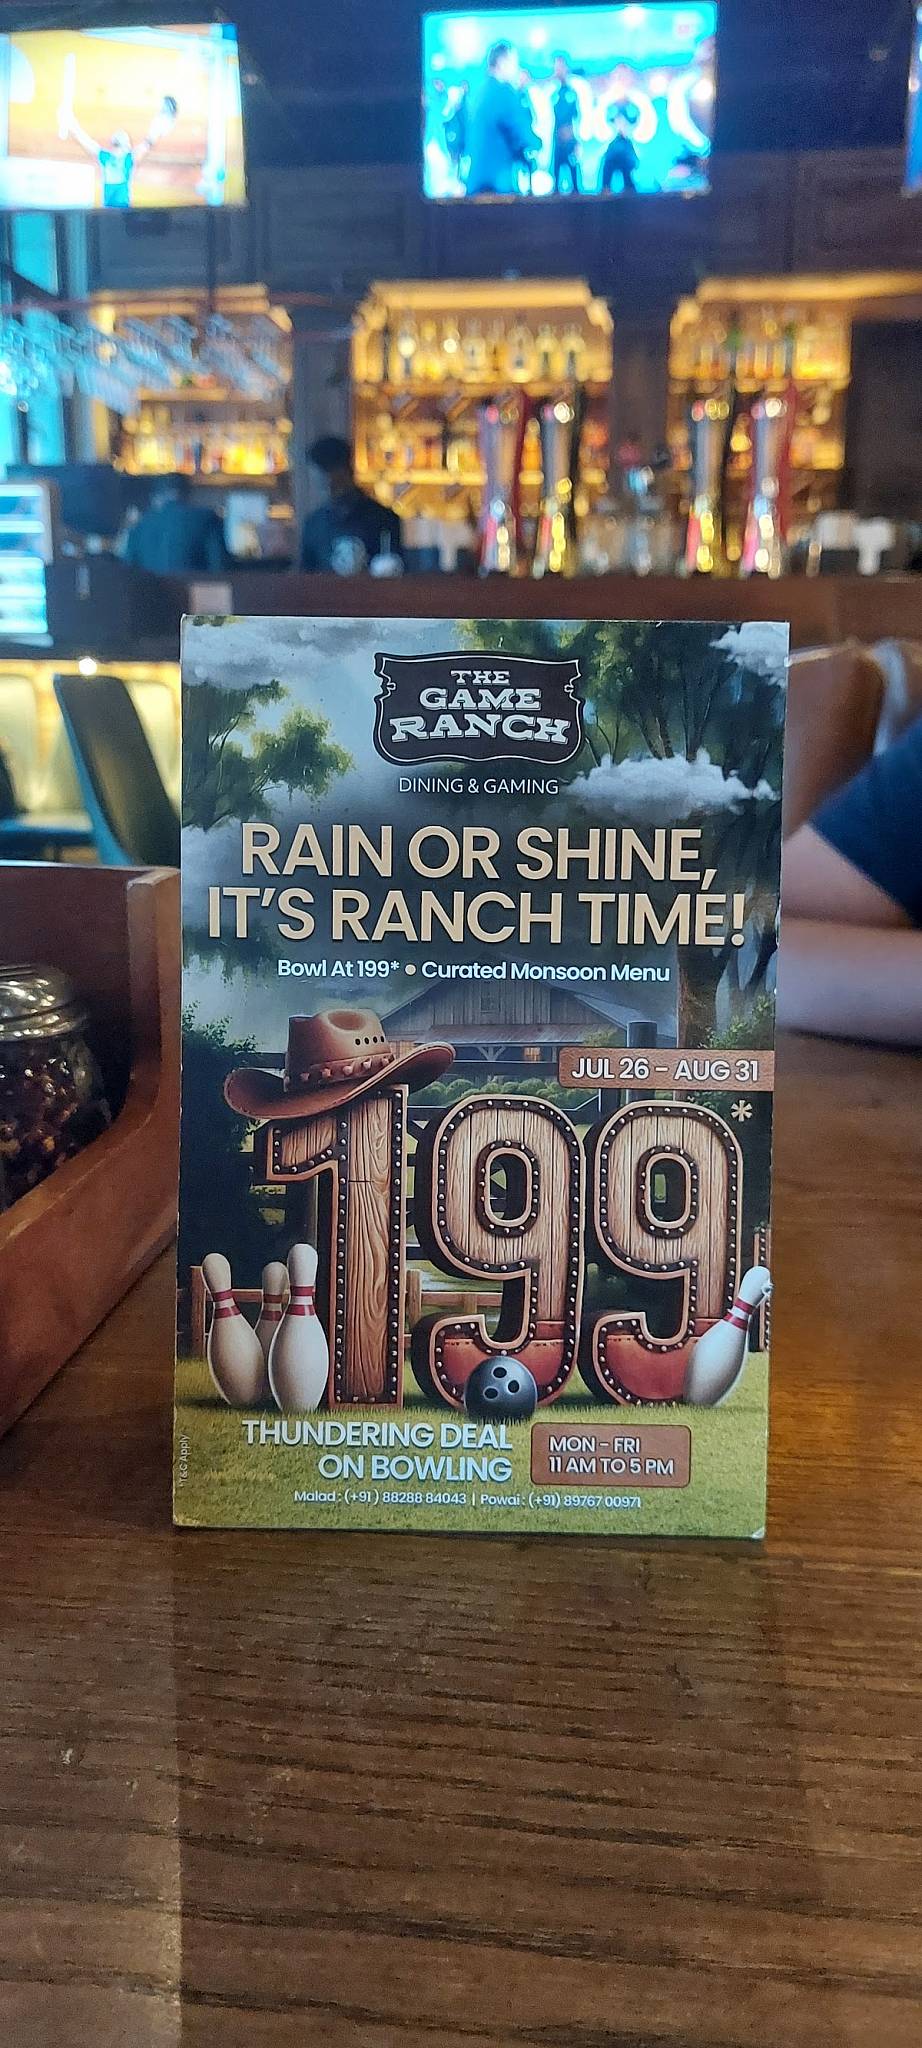 THE
GAME
RANCH
DINING & GAMING
RAIN OR SHINE,
IT'S RANCH TIME!
Bowl At 199* • Curated Monsoon Menu
JUL 26 - AUG 31
199*
THUNDERING DEAL
ON BOWLING
MON - FRI
11 AM TO 5 PM
Malad : (+91) 88288 84043 | Powai : (+91) 89767 00971
*T&C Apply